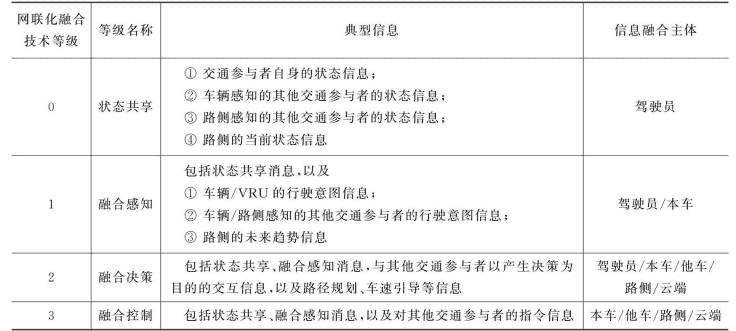 网联化融合
技术等级
等级名称
典型信息
信息融合主体
0
状态共享
① 交通参与者自身的状态信息;
② 车辆感知的其他交通参与者的状态信息;
③ 路侧感知的其他交通参与者的状态信息;
④ 路侧的当前状态信息
驾驶员
1
融合感知
包括状态共享消息,以及
① 车辆/VRU 的行驶意图信息;
② 车辆/路侧感知的其他交通参与者的行驶意图信息;
③ 路侧的未来趋势信息
驾驶员/本车
2
融合决策
包括状态共享、融合感知消息,与其他交通参与者以产生决策为
目的的交互信息,以及路径规划、车速引导等信息
驾驶员/本车/他车/
路侧/云端
3
融合控制
包括状态共享、融合感知消息,以及对其他交通参与者的指令信息
本车/他车/路侧/云端